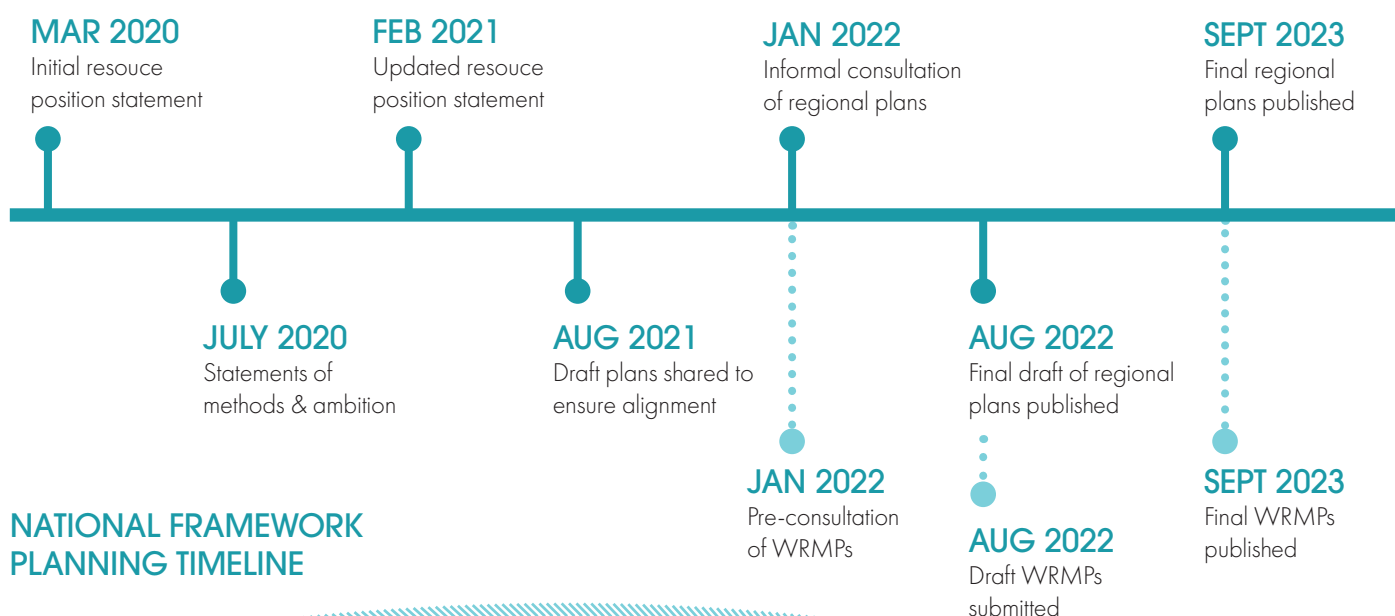 MAR 2020
Initial resouce
position statement
FEB 2021
Updated resouce
position statement
JAN 2022
Informal consultation
of regional plans
SEPT 2023
Final regional
plans published
JULY 2020
Statements of
methods & ambition
AUG 2021
Draft plans shared to
ensure alignment
AUG 2022
Final draft of regional
plans published
JAN 2022
Pre-consultation
of WRMPs
AUG 2022
Draft WRMPs
submitted
SEPT 2023
Final WRMPs
published
NATIONAL FRAMEWORK
PLANNING TIMELINE